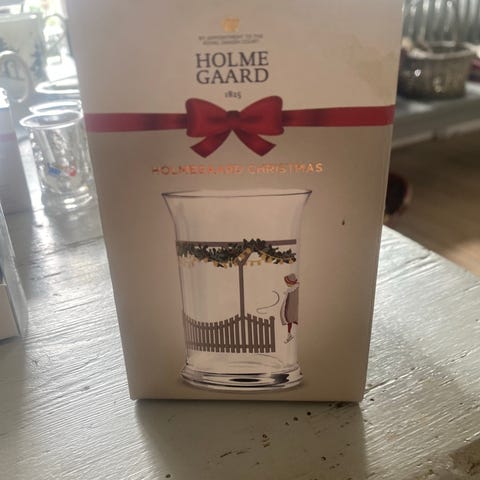 BY APPOINTMENT TO THE
ROYAL DANISH COURT
HOLME
GAARD
1825
HOLMEGAARD CHRISTMAS